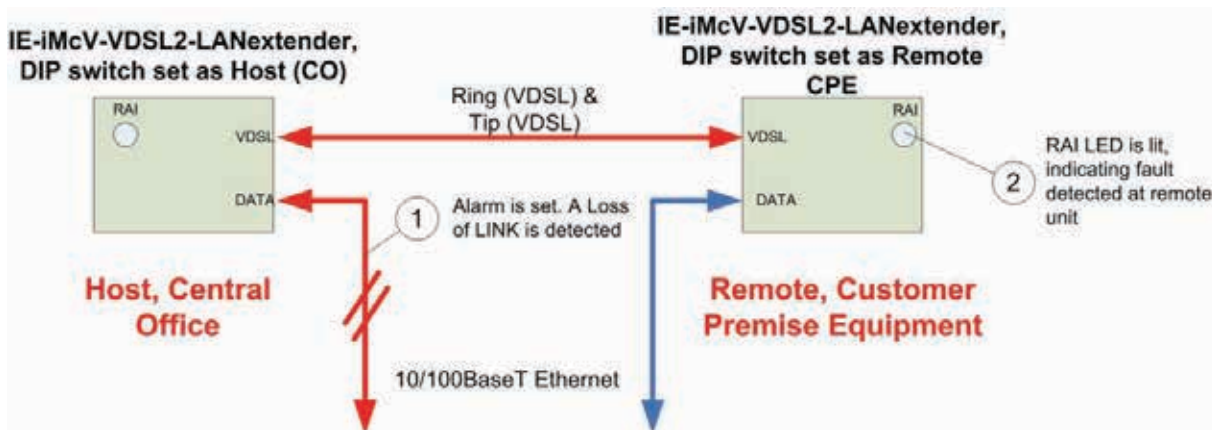 IE-iMcV-VDSL2-LANextender,
DIP switch set as Host (CO)
IE-iMcV-VDSL2-LANextender,
DIP switch set as Remote
CPE
RAI
VDSL
DATA
Ring (VDSL) &
Tip (VDSL)
RAI
VDSL
DATA
1
Alarm is set. A Loss
of LINK is detected
2
RAI LED is lit,
indicating fault
detected at remote
unit
Host, Central
Office
Remote, Customer
Premise Equipment
10/100BaseT Ethernet